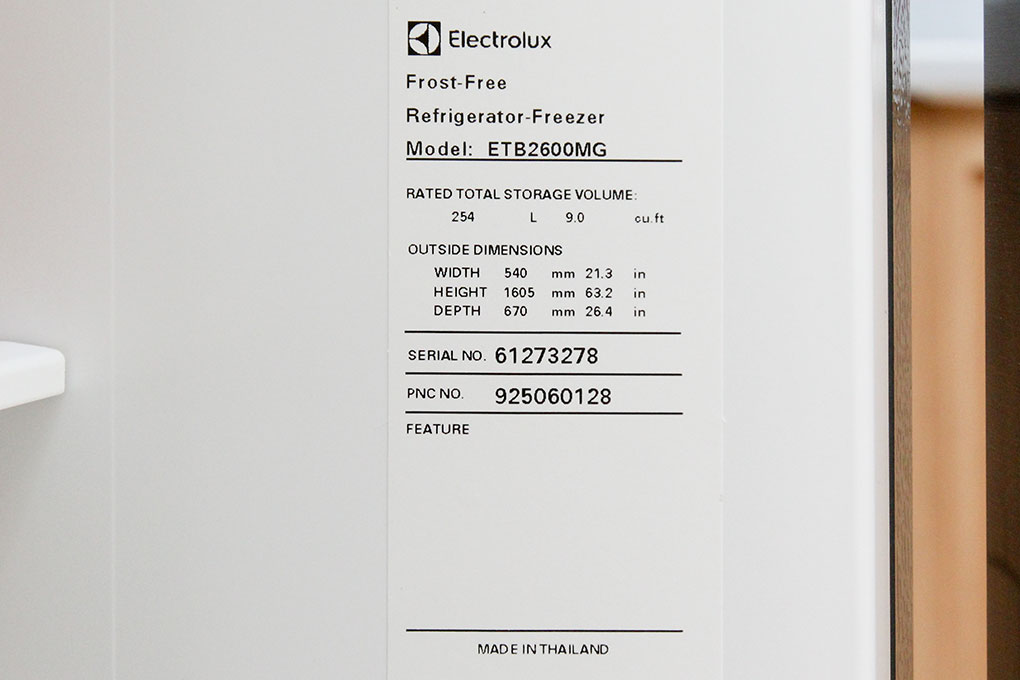 Electrolux
Frost-Free
Refrigerator-Freezer
Model: ETB2600MG
RATED TOTAL STORAGE VOLUME:
254 L 9.0 cu.ft
OUTSIDE DIMENSIONS
WIDTH 540 mm 21.3 in
HEIGHT 1605 mm 63.2 in
DEPTH 670 mm 26.4 in
SERIAL NO. 61273278
PNC NO. 925060128
FEATURE
MADE IN THAILAND